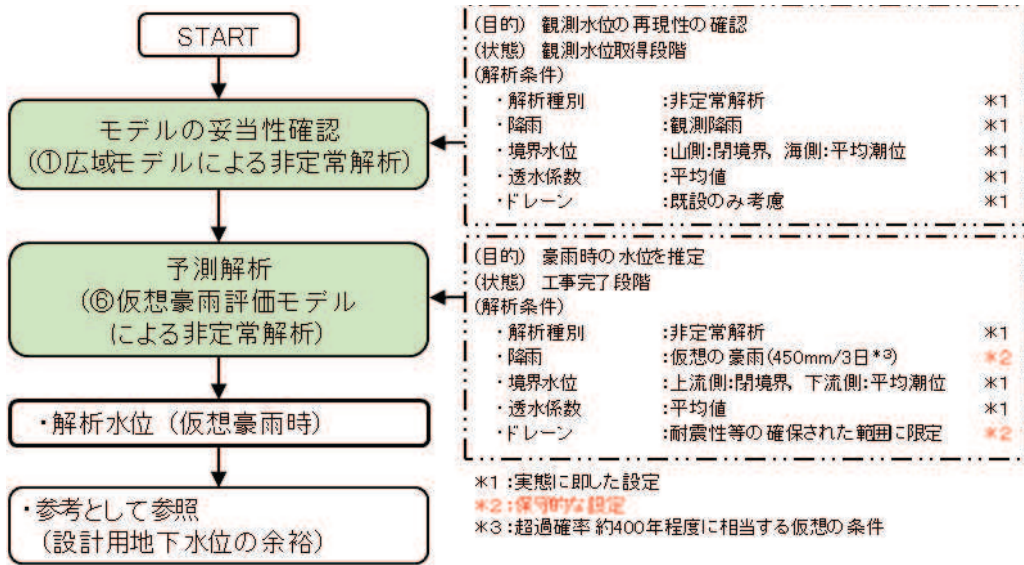 START
モデルの妥当性確認
(①広域モデルによる非定常解析)
予測解析
(⑥仮想豪雨評価モデル
による非定常解析)
・解析水位（仮想豪雨時）
・参考として参照
(設計用地下水位の余裕)
(目的) 観測水位の再現性の確認
(状態) 観測水位取得段階
(解析条件)
・解析種別 :非定常解析 *1
・降雨 :観測降雨 *1
・境界水位 :山側:閉境界, 海側:平均潮位 *1
・透水係数 :平均値 *1
・ドレーン :既設のみ考慮 *1
(目的) 豪雨時の水位を推定
(状態) 工事完了段階
(解析条件)
・解析種別 :非定常解析 *1
・降雨 :仮想の豪雨(450mm/3日*3) *2
・境界水位 :上流側:閉境界, 下流側:平均潮位 *1
・透水係数 :平均値 *1
・ドレーン :耐震性等の確保された範囲に限定 *2
*1:実態に即した設定
*2:保守的な設定
*3:超過確率 約400年程度に相当する仮想の条件